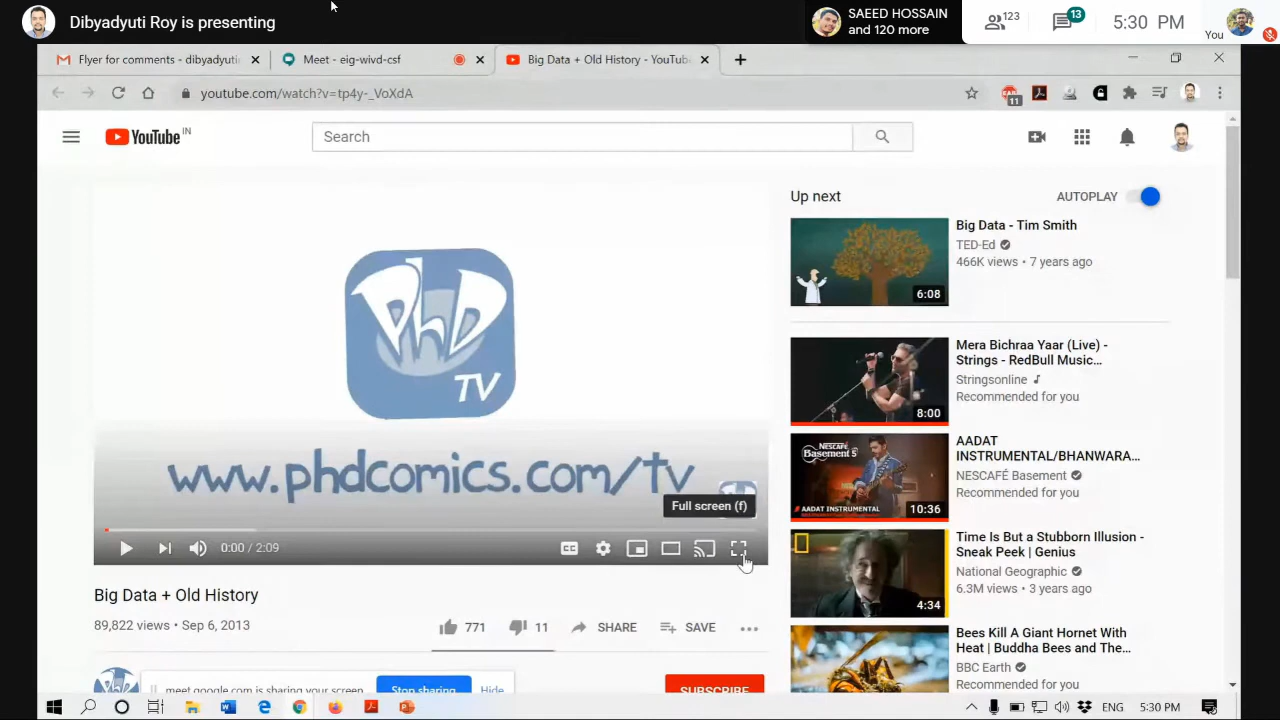 Dibyadyuti Roy is presenting
SAEED HOSSAIN
and 120 more
123
13
5:30 PM
You
Flyer for comments - dibyadyuti
Meet - eig-wivd-csf
Big Data + Old History - YouTube
youtube.com/watch?v=tp4y-_VoXdA
11
YouTube IN
Search
PhD
TV
www.phdcomics.com/tv
Full screen (f)
0:00 / 2:09
CC
Big Data + Old History
89,822 views • Sep 6, 2013
771
11
SHARE
SAVE
meet.google.com is sharing your screen.
Stop sharing
Hide
SUBSCRIBE
Up next
AUTOPLAY
Big Data - Tim Smith
TED-Ed
466K views • 7 years ago
6:08
Mera Bichraa Yaar (Live) -
Strings - RedBull Music...
Stringsonline
Recommended for you
8:00
AADAT
INSTRUMENTAL/BHANWARA...
NESCAFÉ Basement
Recommended for you
NESCAFÉ
Basement 5
AADAT INSTRUMENTAL
10:36
Time Is But a Stubborn Illusion -
Sneak Peek | Genius
National Geographic
6.3M views • 3 years ago
4:34
Bees Kill A Giant Hornet With
Heat | Buddha Bees and The...
BBC Earth
Recommended for you
ENG
5:30 PM